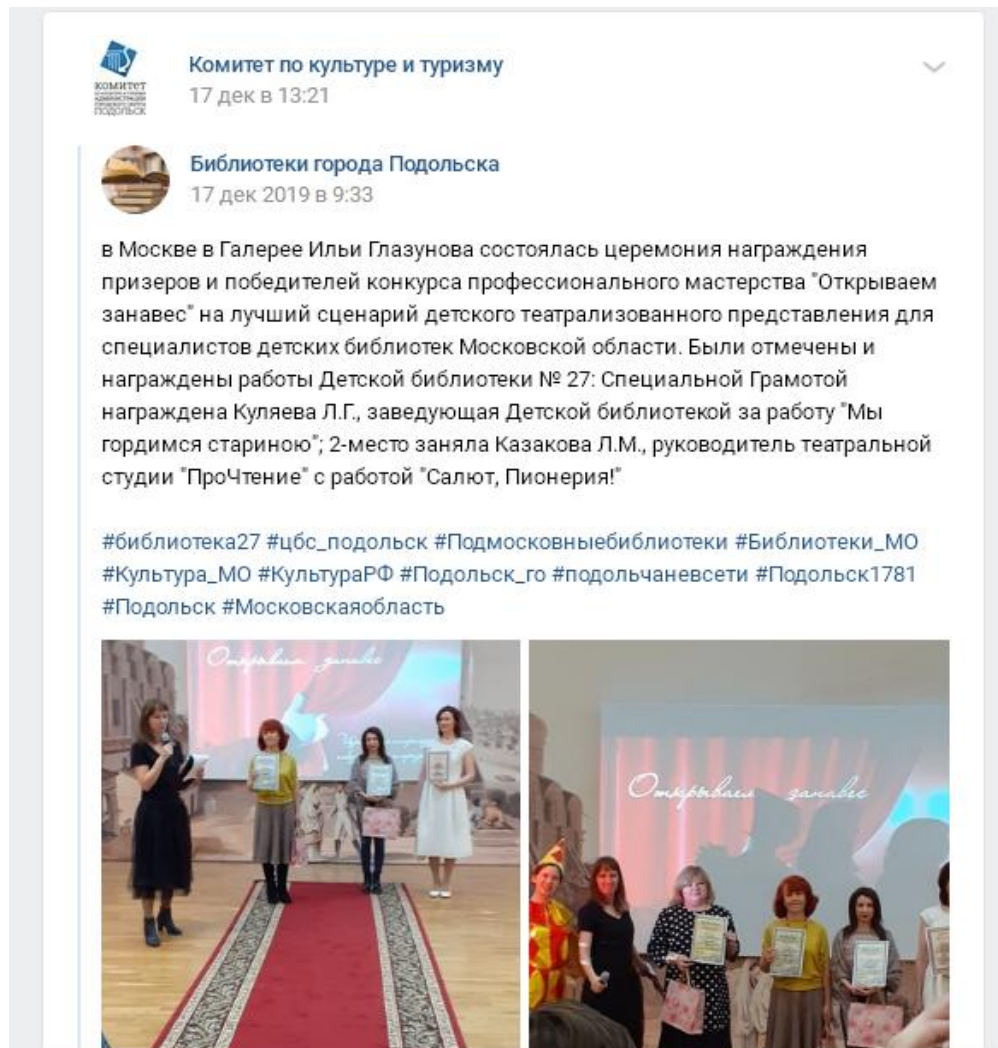 Комитет по культуре и туризму
17 дек в 13:21
КОМИТЕТ
ПОДОЛЬСК
Библиотеки города Подольска
17 дек 2019 в 9:33
в Москве в Галерее Ильи Глазунова состоялась церемония награждения
призеров и победителей конкурса профессионального мастерства "Открываем
занавес" на лучший сценарий детского театрализованного представления для
специалистов детских библиотек Московской области. Были отмечены и
награждены работы Детской библиотеки № 27: Специальной Грамотой
награждена Куляева Л.Г., заведующая Детской библиотекой за работу "Мы
гордимся стариною"; 2-место заняла Казакова Л.М., руководитель театральной
студии "ПроЧтение" с работой "Салют, Пионерия!"
#библиотека27 #цбс_подольск #Подмосковныебиблиотеки #Библиотеки_МО
#Культура_МО #КультураРФ #Подольск_го #подольчаневсети #Подольск1781
#Подольск #Московскаяобласть
Открываем занавес
Открываем занавес